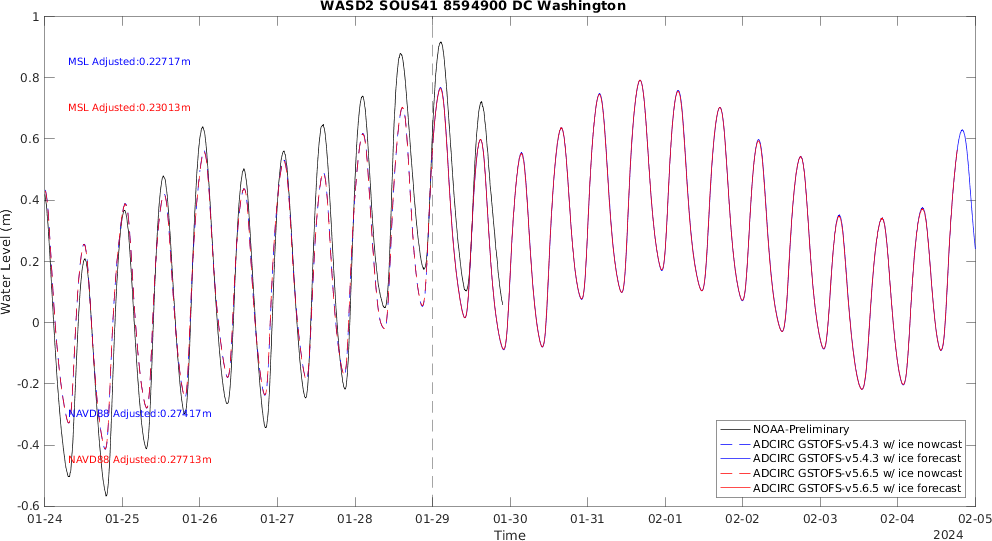 WASD2 SOUS41 8594900 DC Washington
1
0.8
0.6
0.4
0.2
0
-0.2
-0.4
-0.6
Water Level (m)
MSL Adjusted:0.22717m
MSL Adjusted:0.23013m
NAVD88 Adjusted:0.27417m
NAVD88 Adjusted:0.27713m
NOAA-Preliminary
ADCIRC GSTOFS-v5.4.3 w/ ice nowcast
ADCIRC GSTOFS-v5.4.3 w/ ice forecast
ADCIRC GSTOFS-v5.6.5 w/ ice nowcast
ADCIRC GSTOFS-v5.6.5 w/ ice forecast
01-24 01-25 01-26 01-27 01-28 01-29 01-30 01-31 02-01 02-02 02-03 02-04 02-05
Time
2024